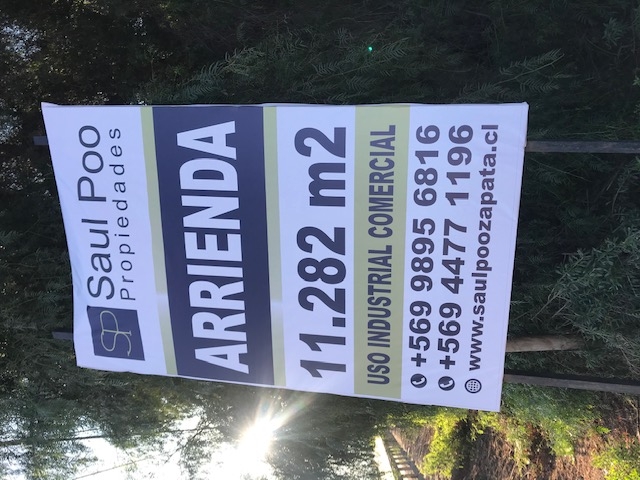 SP Saul Poo
Propiedades
ARRIENDA
11.282 m2
USO INDUSTRIAL COMERCIAL
+569 9895 6816
+569 4477 1196
www.saulpoozapata.cl